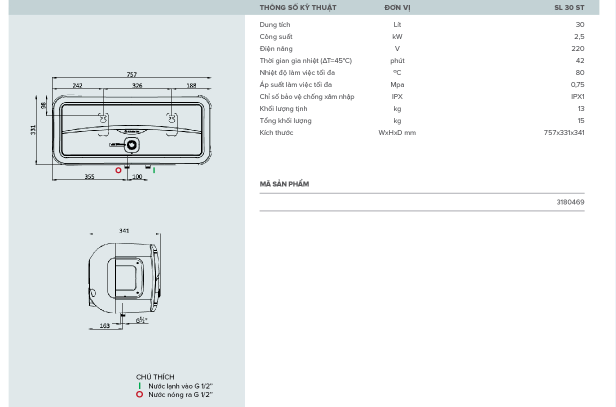 THÔNG SỐ KỸ THUẬT ĐƠN VỊ SL 30 ST
Dung tích Lít 30
Công suất kW 2,5
Điện năng V 220
Thời gian gia nhiệt (ΔT=45°C) phút 42
Nhiệt độ làm việc tối đa ºC 80
Áp suất làm việc tối đa Mpa 0,75
Chỉ số bảo vệ chống xâm nhập IPX IPX1
Khối lượng tịnh kg 13
Tổng khối lượng kg 15
Kích thước WxHxD mm 757x331x341
MÃ SẢN PHẨM
3180469
757
242 326 188
98
331
O I
355 100
341
163
CHÚ THÍCH
I Nước lạnh vào G 1/2"
O Nước nóng ra G 1/2"